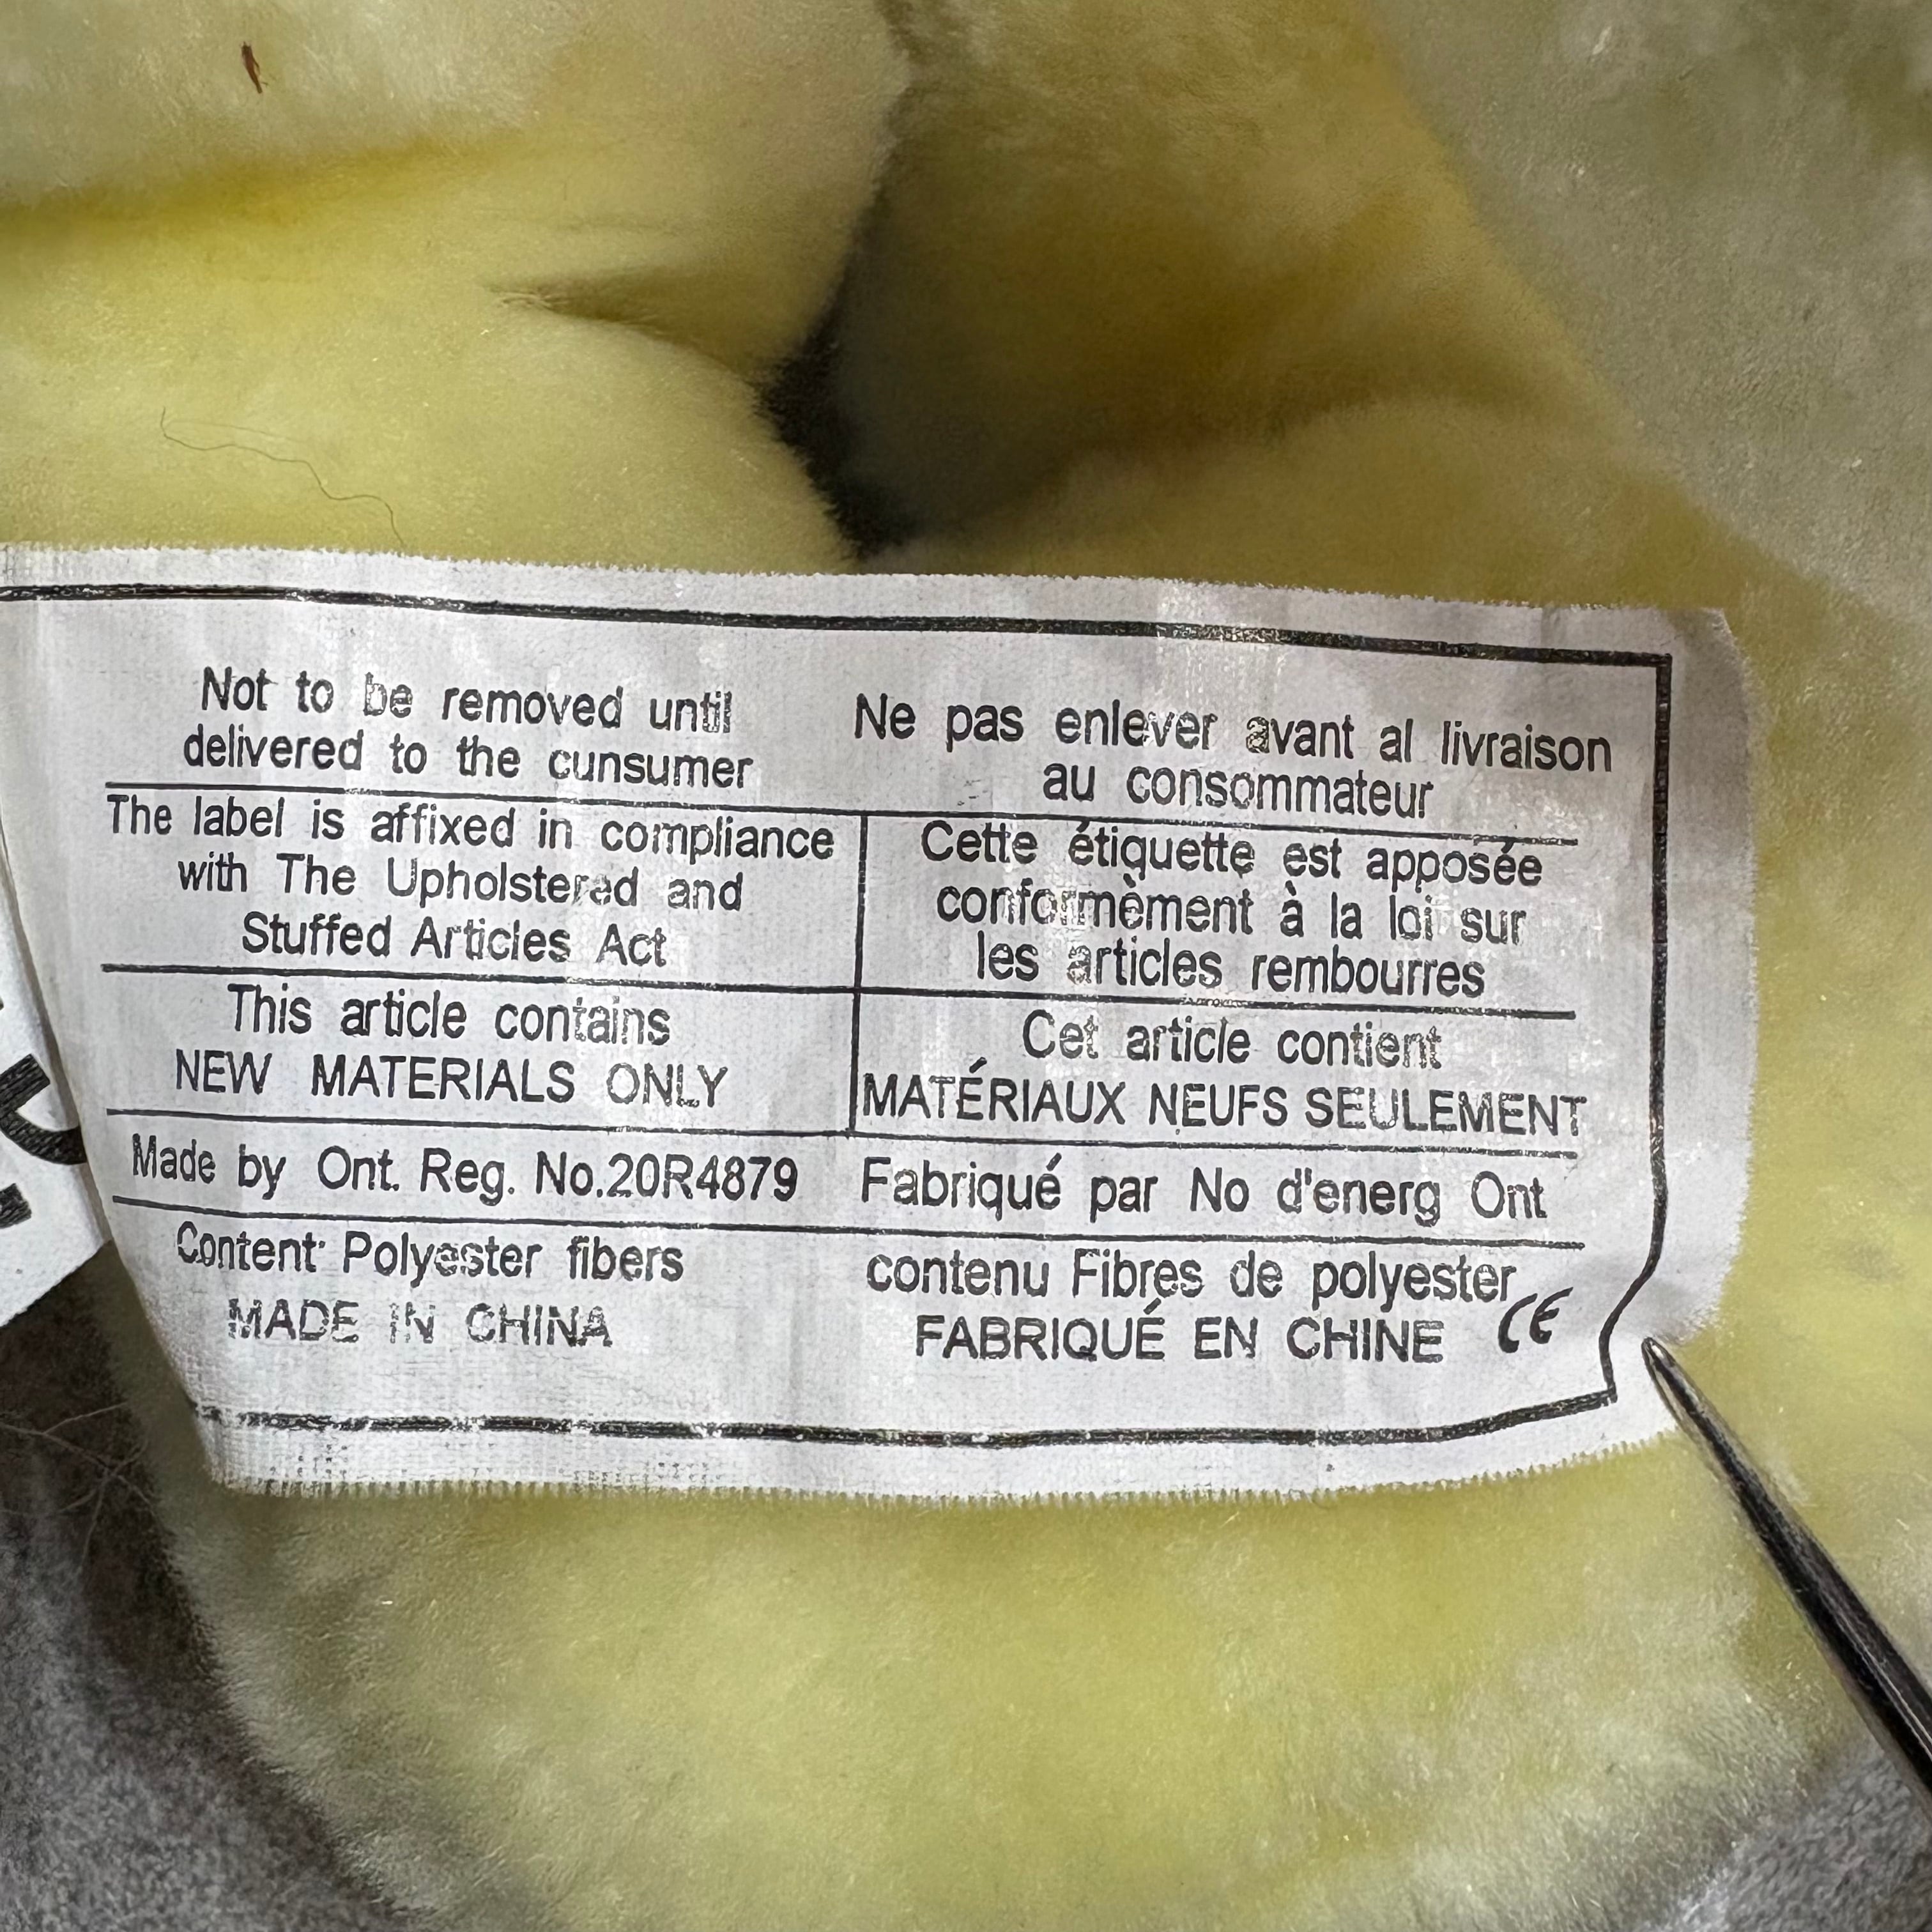 Not to be removed until
delivered to the cunsumer
Ne pas enlever avant al livraison
au consommateur
The label is affixed in compliance
with The Upholstered and
Stuffed Articles Act
Cette étiquette est apposée
conformèment à la loi sur
les articles rembourres
This article contains
NEW MATERIALS ONLY
Cet article contient
MATÉRIAUX NEUFS SEULEMENT
Made by Ont. Reg. No.20R4879
Fabriqué par No d'energ Ont
Content: Polyester fibers
MADE IN CHINA
contenu Fibres de polyester
FABRIQUÉ EN CHINE CE